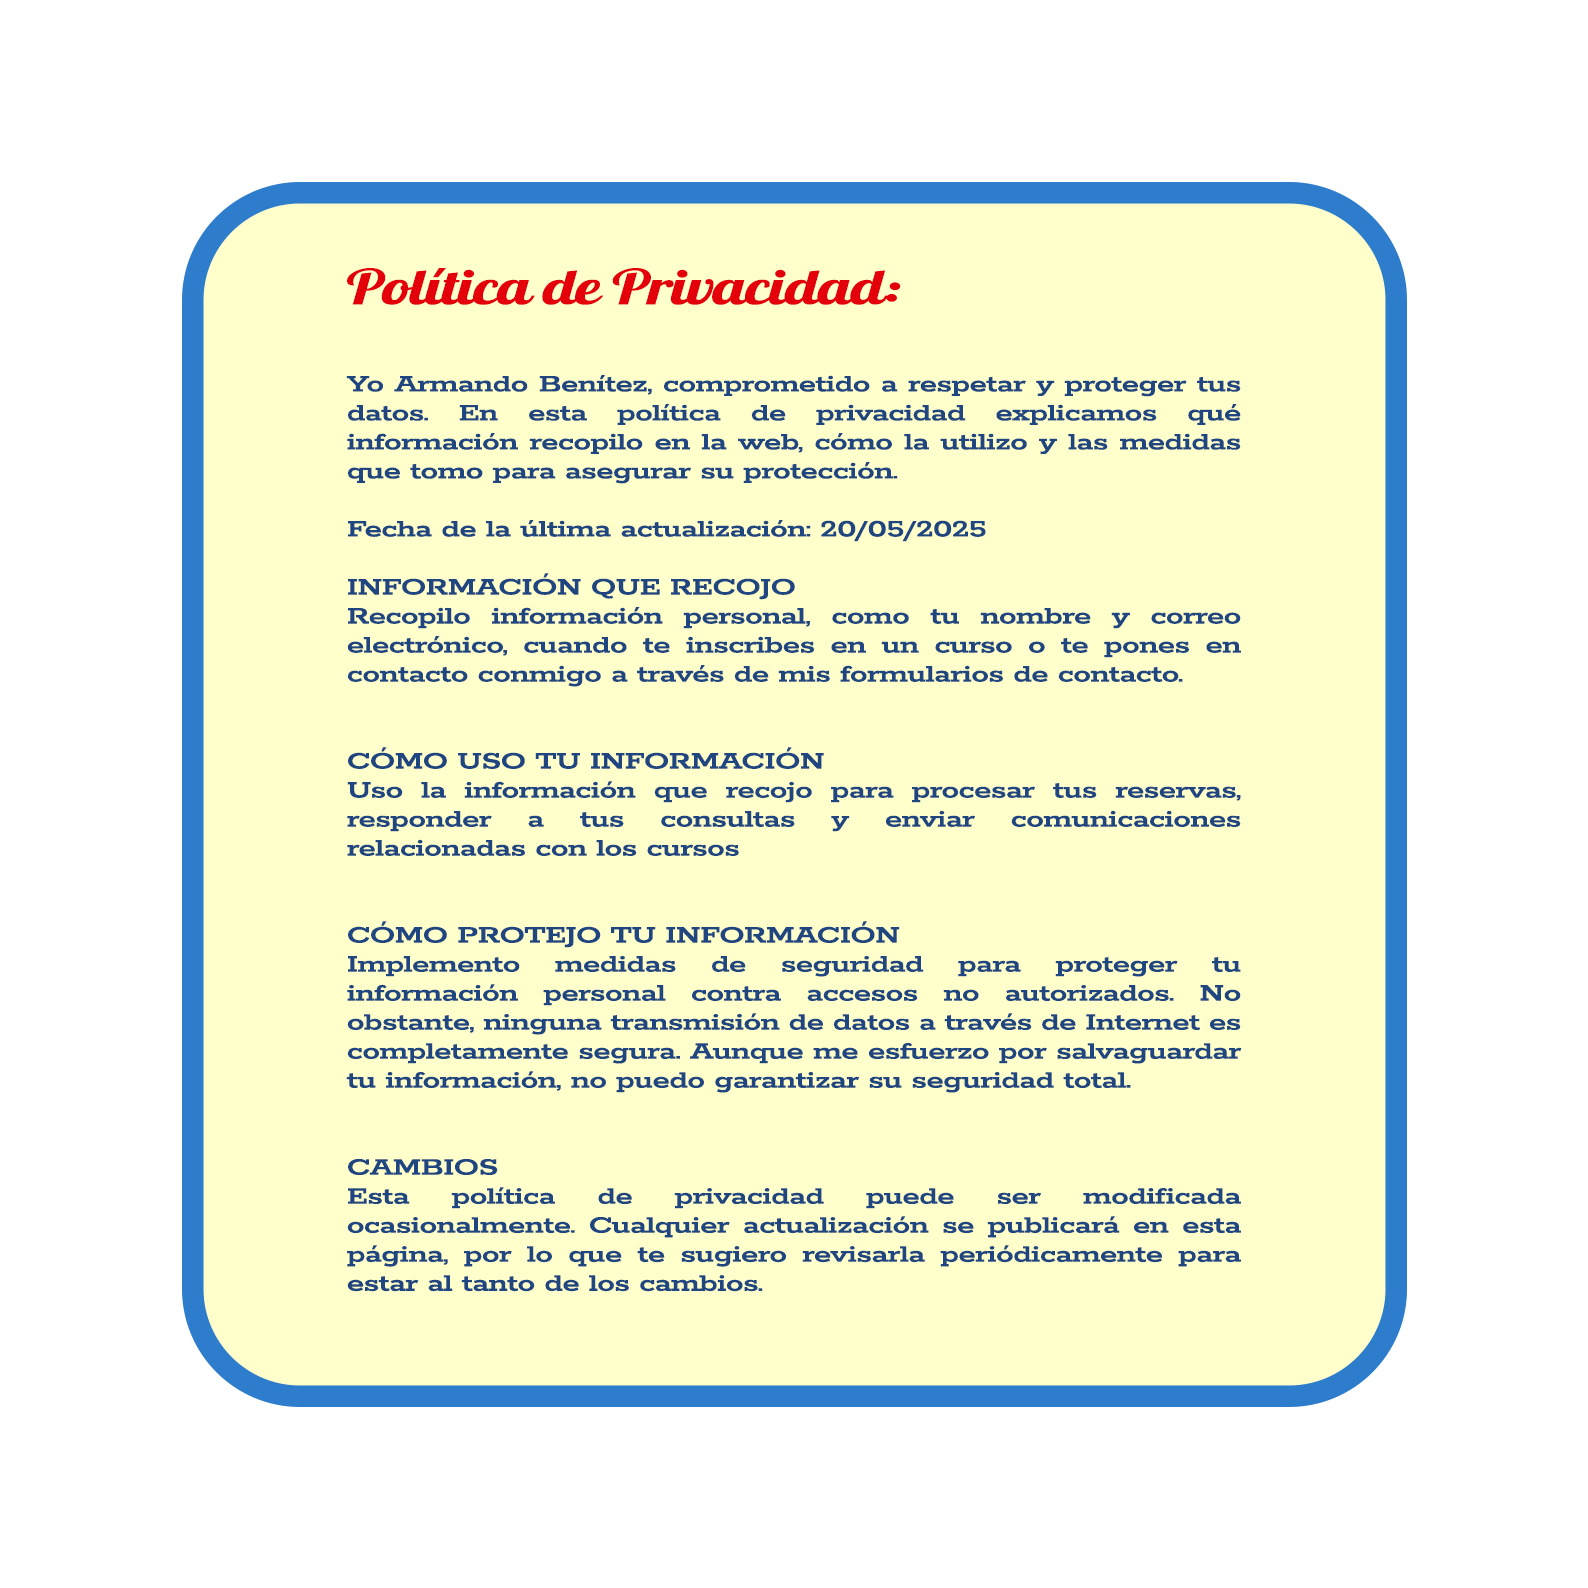 Política de Privacidad:
Yo Armando Benítez, comprometido a respetar y proteger tus
datos. En esta política de privacidad explicamos qué
información recopilo en la web, cómo la utilizo y las medidas
que tomo para asegurar su protección.
Fecha de la última actualización: 20/05/2025
INFORMACIÓN QUE RECOJO
Recopilo información personal, como tu nombre y correo
electrónico, cuando te inscribes en un curso o te pones en
contacto conmigo a través de mis formularios de contacto.
CÓMO USO TU INFORMACIÓN
Uso la información que recojo para procesar tus reservas,
responder a tus consultas y enviar comunicaciones
relacionadas con los cursos
CÓMO PROTEJO TU INFORMACIÓN
Implemento medidas de seguridad para proteger tu
información personal contra accesos no autorizados. No
obstante, ninguna transmisión de datos a través de Internet es
completamente segura. Aunque me esfuerzo por salvaguardar
tu información, no puedo garantizar su seguridad total.
CAMBIOS
Esta política de privacidad puede ser modificada
ocasionalmente. Cualquier actualización se publicará en esta
página, por lo que te sugiero revisarla periódicamente para
estar al tanto de los cambios.